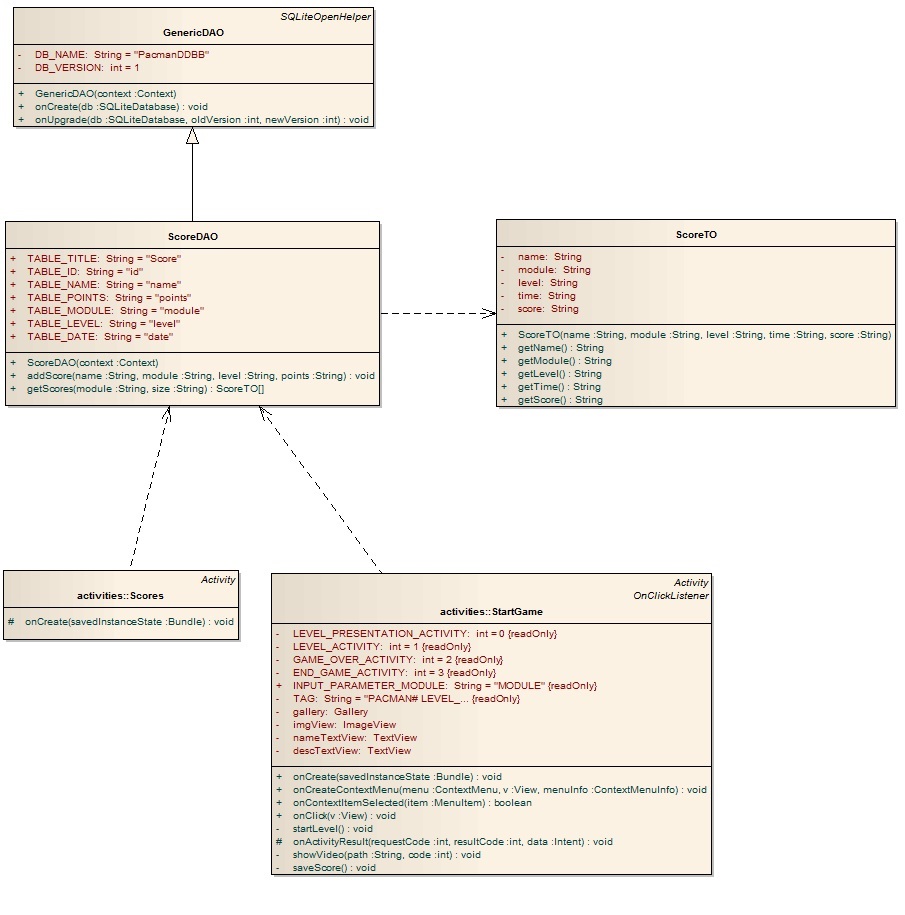 SQLiteOpenHelper
GenericDAO
- DB_NAME: String = "PacmanDDBB"
- DB_VERSION: int = 1
+ GenericDAO(context :Context)
+ onCreate(db :SQLiteDatabase) : void
+ onUpgrade(db :SQLiteDatabase, oldVersion :int, newVersion :int) : void
ScoreDAO
+ TABLE_TITLE: String = "Score"
+ TABLE_ID: String = "id"
+ TABLE_NAME: String = "name"
+ TABLE_POINTS: String = "points"
+ TABLE_MODULE: String = "module"
+ TABLE_LEVEL: String = "level"
+ TABLE_DATE: String = "date"
+ ScoreDAO(context :Context)
+ addScore(name :String, module :String, level :String, points :String) : void
+ getScores(module :String, size :String) : ScoreTO[]
ScoreTO
- name: String
- module: String
- level: String
- time: String
- score: String
+ ScoreTO(name :String, module :String, level :String, time :String, score :String)
+ getName() : String
+ getModule() : String
+ getLevel() : String
+ getTime() : String
+ getScore() : String
Activity
activities::Scores
# onCreate(savedInstanceState :Bundle) : void
Activity
OnClickListener
activities::StartGame
- LEVEL_PRESENTATION_ACTIVITY: int = 0 {readOnly}
- LEVEL_ACTIVITY: int = 1 {readOnly}
- GAME_OVER_ACTIVITY: int = 2 {readOnly}
- END_GAME_ACTIVITY: int = 3 {readOnly}
+ INPUT_PARAMETER_MODULE: String = "MODULE" {readOnly}
- TAG: String = "PACMAN# LEVEL_... {readOnly}
- gallery: Gallery
- imgView: ImageView
- nameTextView: TextView
- descTextView: TextView
+ onCreate(savedInstanceState :Bundle) : void
+ onCreateContextMenu(menu :ContextMenu, v :View, menuInfo :ContextMenuInfo) : void
+ onContextItemSelected(item :MenuItem) : boolean
+ onClick(v :View) : void
- startLevel() : void
# onActivityResult(requestCode :int, resultCode :int, data :Intent) : void
- showVideo(path :String, code :int) : void
- saveScore() : void